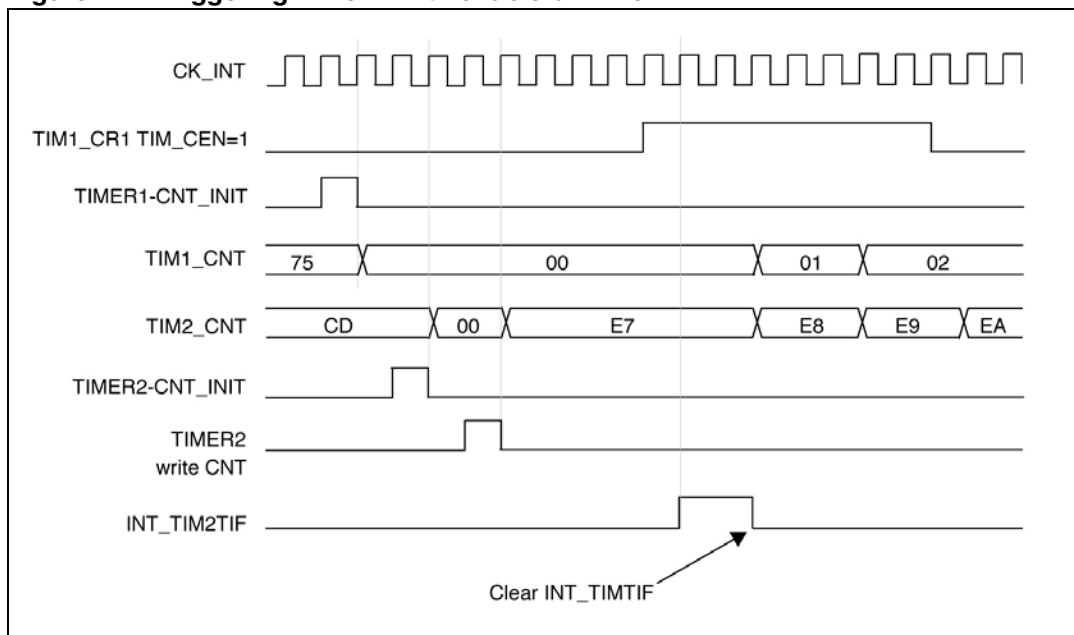 CK_INT
TIM1_CR1 TIM_CEN=1
TIMER1-CNT_INIT
TIM1_CNT 75 00 01 02
TIM2_CNT CD 00 E7 E8 E9 EA
TIMER2-CNT_INIT
TIMER2
write CNT
INT_TIM2TIF
Clear INT_TIMTIF